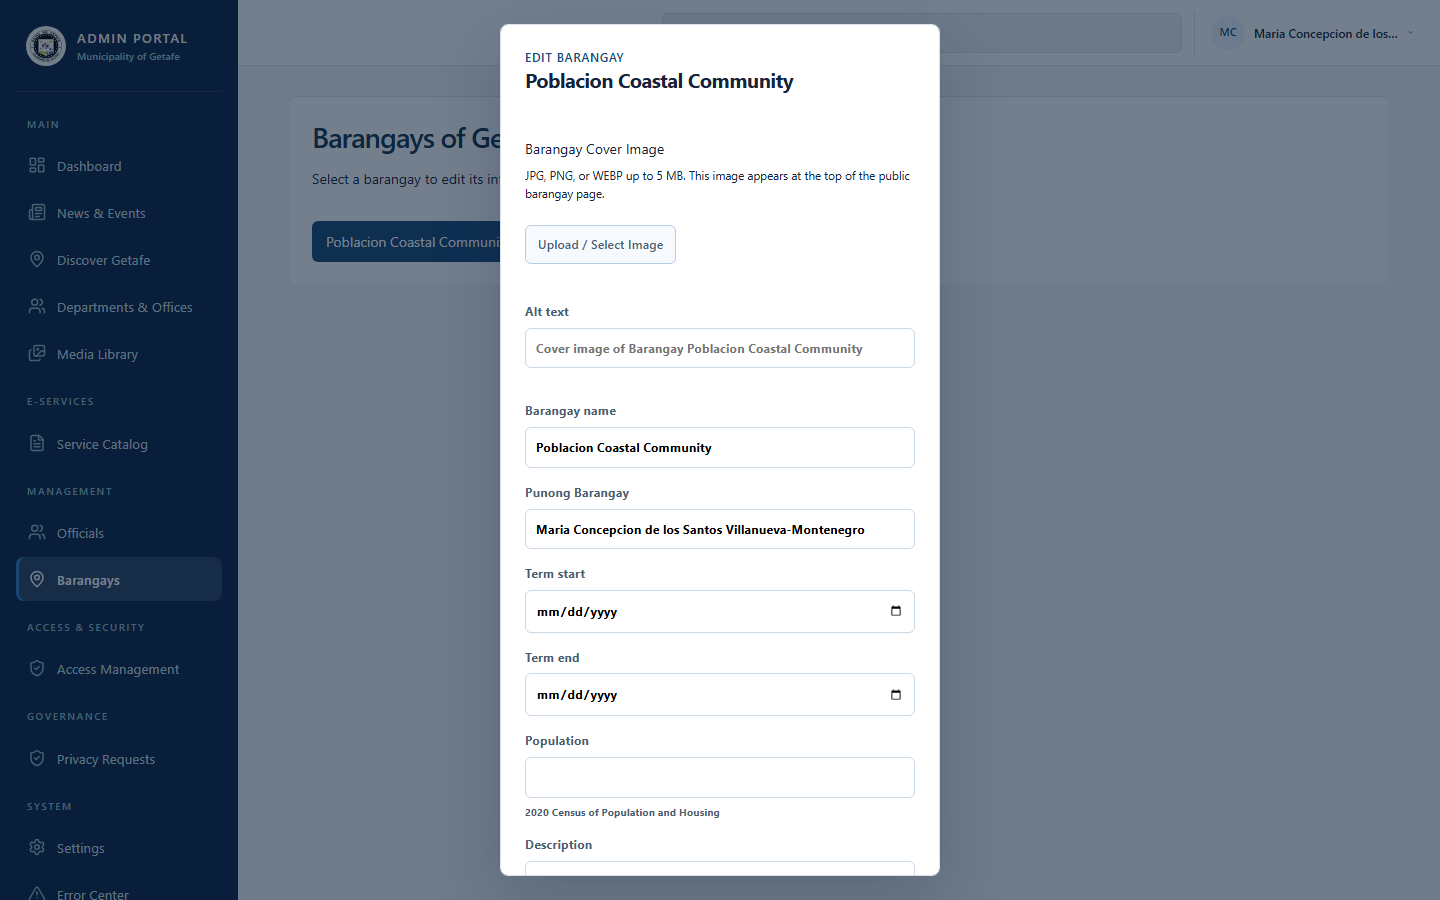 ADMIN PORTAL
Municipality of Getafe
MAIN
Dashboard
News & Events
Discover Getafe
Departments & Offices
Media Library
E-SERVICES
Service Catalog
MANAGEMENT
Officials
Barangays
ACCESS & SECURITY
Access Management
GOVERNANCE
Privacy Requests
SYSTEM
Settings
Error Center
MC
Maria Concepcion de los...
Barangays of Ge
Select a barangay to edit its in
Poblacion Coastal Communi
EDIT BARANGAY
Poblacion Coastal Community
Barangay Cover Image
JPG, PNG, or WEBP up to 5 MB. This image appears at the top of the public
barangay page.
Upload / Select Image
Alt text
Cover image of Barangay Poblacion Coastal Community
Barangay name
Poblacion Coastal Community
Punong Barangay
Maria Concepcion de los Santos Villanueva-Montenegro
Term start
mm/dd/yyyy
Term end
mm/dd/yyyy
Population
2020 Census of Population and Housing
Description